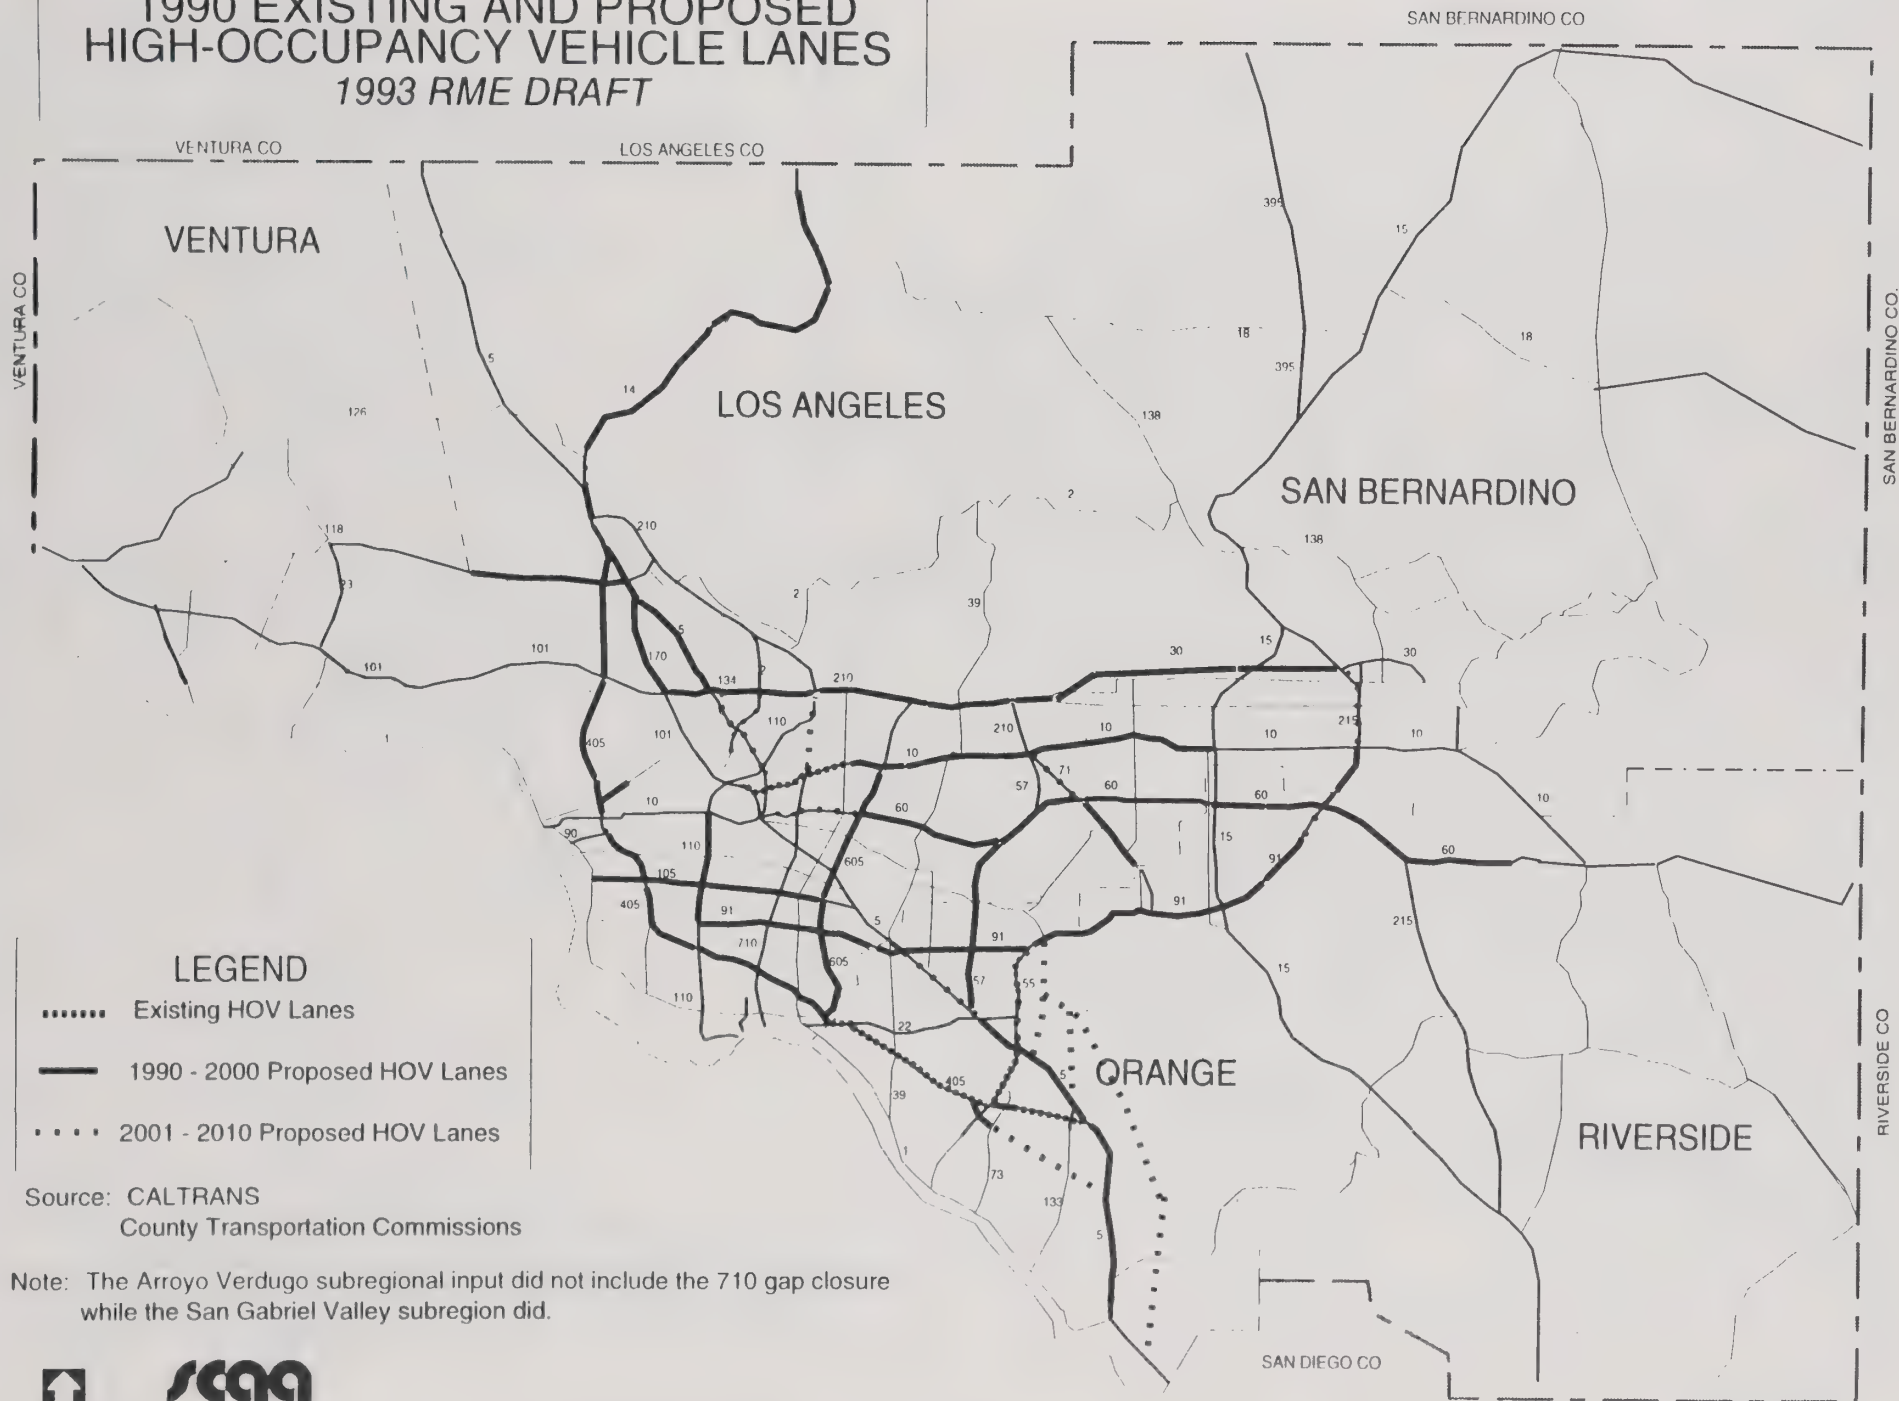 1990 EXISTING AND PROPOSED
HIGH-OCCUPANCY VEHICLE LANES
1993 RME DRAFT
SAN BERNARDINO CO
VENTURA CO
LOS ANGELES CO
VENTURA
VENTURA CO
LOS ANGELES
SAN BERNARDINO
SAN BERNARDINO CO.
ORANGE
RIVERSIDE
RIVERSIDE CO
SAN DIEGO CO
395
15
5
18
18
395
14
126
138
2
118
210
138
23
2
39
5
15
30
30
101
101
170
2
134
210
110
215
1
405
101
10
210
10
10
10
71
57
60
60
10
10
60
90
110
15
605
91
60
105
405
91
91
5
215
710
91
605
57
55
15
110
22
405
5
39
1
73
133
5
LEGEND
Existing HOV Lanes
1990 - 2000 Proposed HOV Lanes
2001 - 2010 Proposed HOV Lanes
Source: CALTRANS
County Transportation Commissions
Note: The Arroyo Verdugo subregional input did not include the 710 gap closure
while the San Gabriel Valley subregion did.
scag